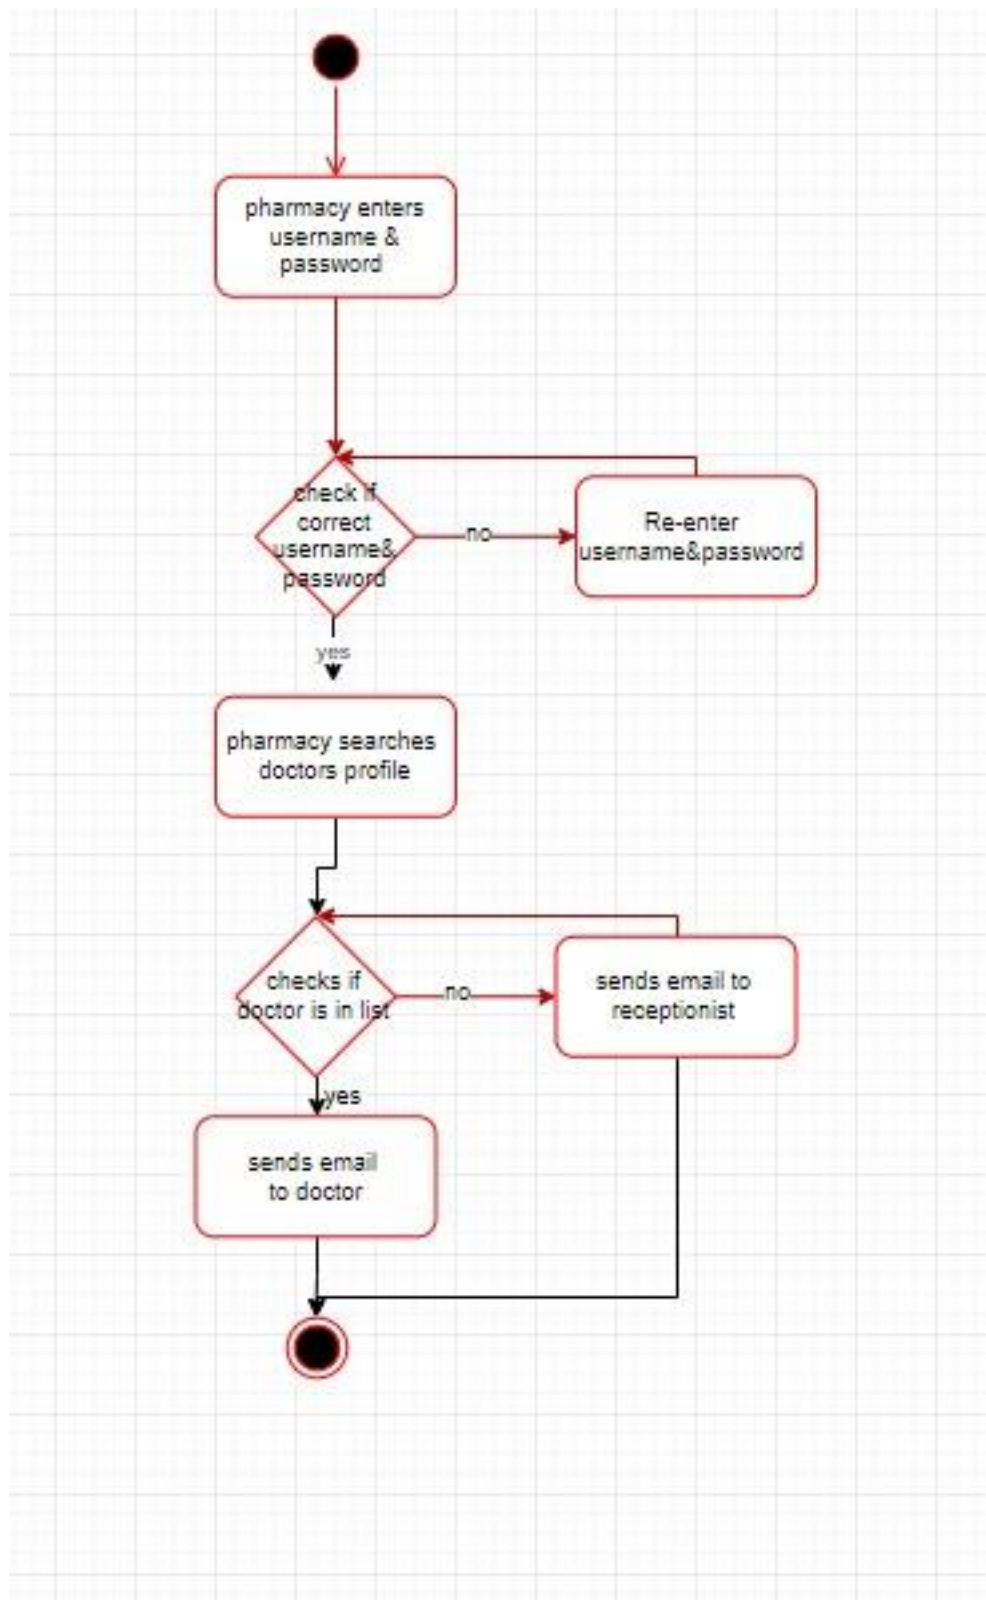 pharmacy enters
username &
password
check if
correct
username&
password
no
Re-enter
username&password
yes
pharmacy searches
doctors profile
checks if
doctor is in list
no
sends email to
receptionist
yes
sends email
to doctor